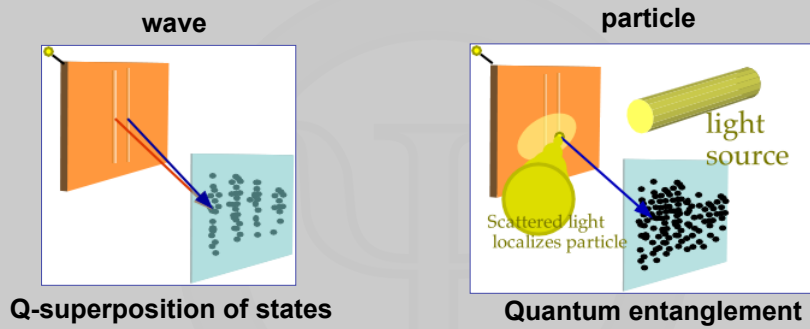 wave
particle
light
source
Scattered light
localizes particle
Q-superposition of states
Quantum entanglement